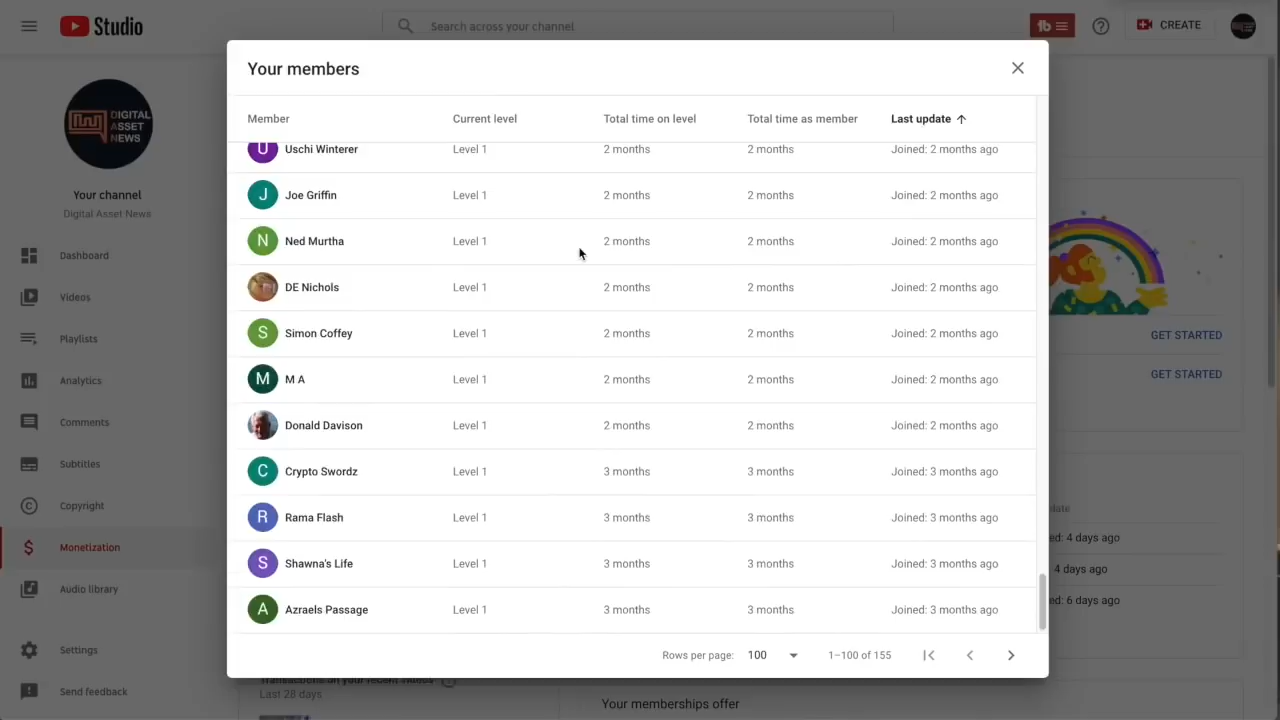 Studio
Search across your channel
CREATE
DIGITAL
ASSET
NEWS
Your channel
Digital Asset News
Dashboard
Videos
Playlists
Analytics
Comments
Subtitles
Copyright
Monetization
Audio library
Settings
Send feedback
Your members
Member Current level Total time on level Total time as member Last update
U Uschi Winterer Level 1 2 months 2 months Joined: 2 months ago
J Joe Griffin Level 1 2 months 2 months Joined: 2 months ago
N Ned Murtha Level 1 2 months 2 months Joined: 2 months ago
DE Nichols Level 1 2 months 2 months Joined: 2 months ago
S Simon Coffey Level 1 2 months 2 months Joined: 2 months ago
M M A Level 1 2 months 2 months Joined: 2 months ago
Donald Davison Level 1 2 months 2 months Joined: 2 months ago
C Crypto Swordz Level 1 3 months 3 months Joined: 3 months ago
R Rama Flash Level 1 3 months 3 months Joined: 3 months ago
S Shawna's Life Level 1 3 months 3 months Joined: 3 months ago
A Azraels Passage Level 1 3 months 3 months Joined: 3 months ago
Rows per page: 100 1–100 of 155
GET STARTED
GET STARTED
date
ed: 4 days ago
4 days ago
ed: 6 days ago
Transactions on your recent videos
Last 28 days
Your memberships offer